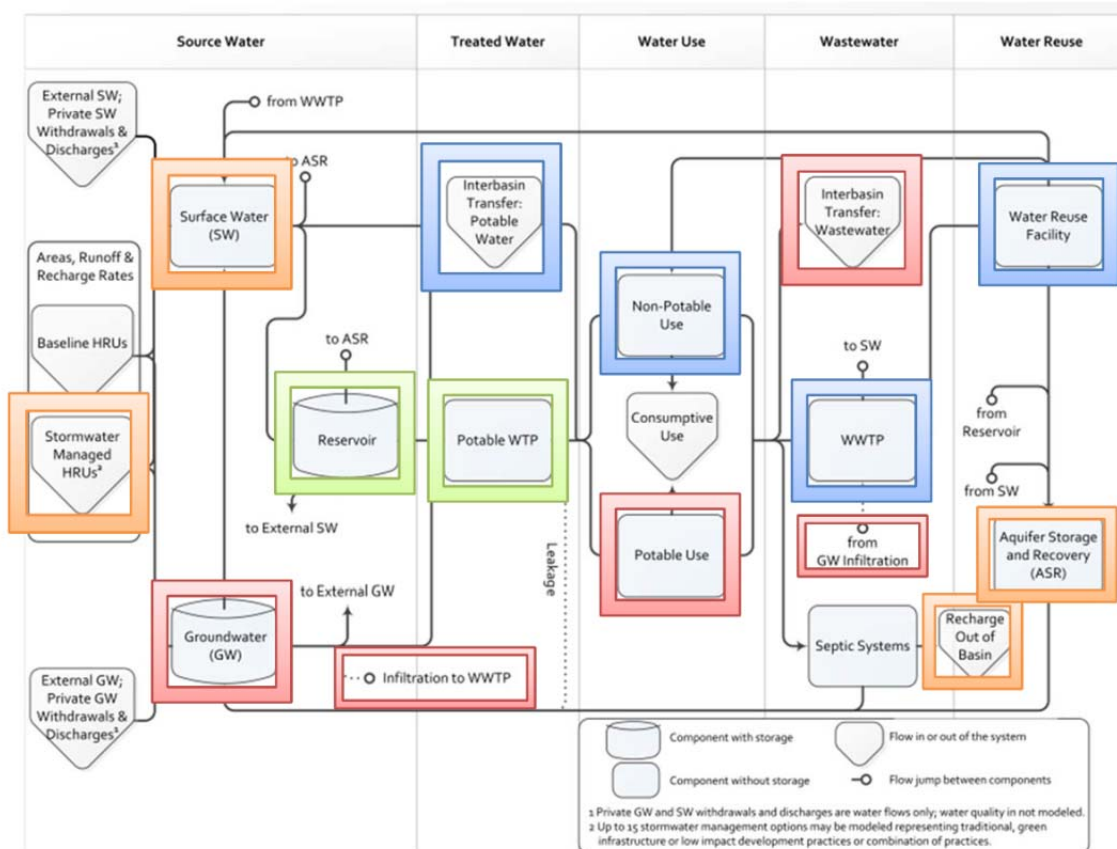 Source Water
Treated Water
Water Use
Wastewater
Water Reuse
External SW;
Private SW
Withdrawals &
Discharges¹
from WWTP
to ASR
Surface Water
(SW)
Interbasin
Transfer:
Potable
Water
Interbasin
Transfer:
Wastewater
Water Reuse
Facility
Areas, Runoff &
Recharge Rates
Baseline HRUs
Non-Potable
Use
to ASR
to SW
Stormwater
Managed
HRUs²
Reservoir
Potable WTP
Consumptive
Use
WWTP
from
Reservoir
from SW
to External SW
Leakage
Potable Use
from
GW Infiltration
Aquifer Storage
and Recovery
(ASR)
to External GW
Groundwater
(GW)
Infiltration to WWTP
Septic Systems
Recharge
Out of
Basin
External GW;
Private GW
Withdrawals &
Discharges¹
Component with storage
Flow in or out of the system
Component without storage
Flow jump between components
1 Private GW and SW withdrawals and discharges are water flows only; water quality in not modeled.
2 Up to 15 stormwater management options may be modeled representing traditional, green
infrastructure or low impact development practices or combination of practices.